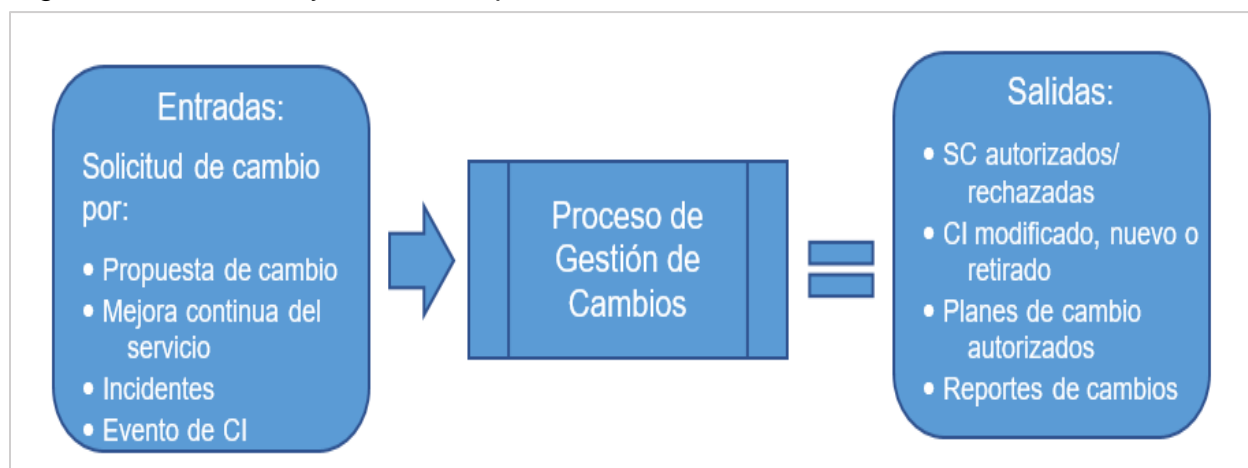 Entradas:
Solicitud de cambio
por:
• Propuesta de cambio
• Mejora continua del
servicio
• Incidentes
• Evento de CI
Proceso de
Gestión de
Cambios
Salidas:
• SC autorizados/
rechazadas
• CI modificado, nuevo o
retirado
• Planes de cambio
autorizados
• Reportes de cambios